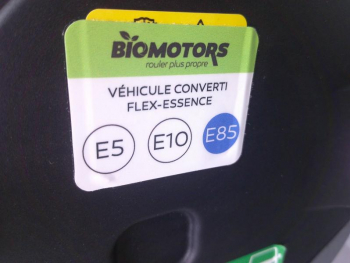 BIOMOTORS
rouler plus propre
VÉHICULE CONVERTI
FLEX-ESSENCE
E5 E10 E85